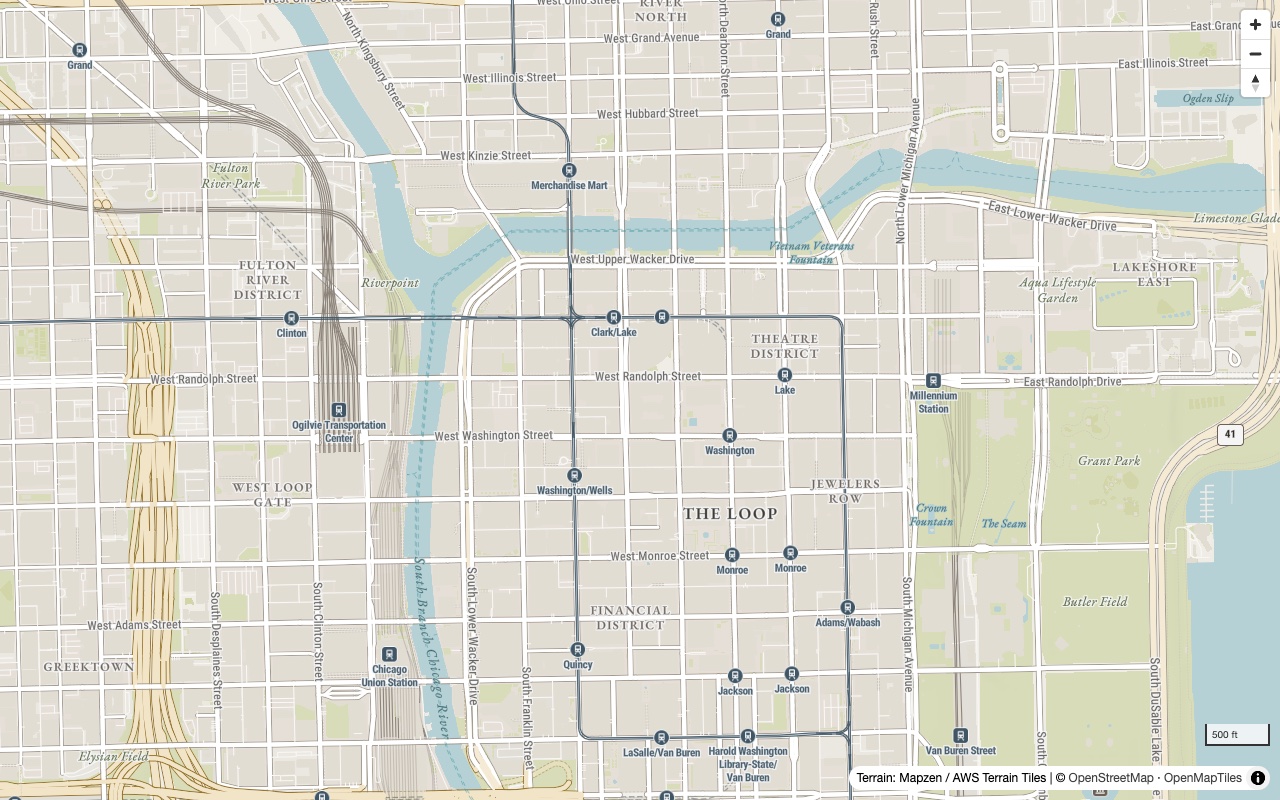 West Ohio Street
RIVER
NORTH
Grand
Grand
North Kingsbury Street
West Grand Avenue
North Dearborn Street
Rush Street
East Grand
West Illinois Street
East Illinois Street
Ogden Slip
West Hubbard Street
West Kinzie Street
Fulton
River Park
Merchandise Mart
North Lower Michigan Avenue
East Lower Wacker Drive
Limestone Glade
Vietnam Veterans
Fountain
West Upper Wacker Drive
FULTON
RIVER
DISTRICT
Riverpoint
LAKESHORE
EAST
Aqua Lifestyle
Garden
Clinton
Clark/Lake
THEATRE
DISTRICT
West Randolph Street
West Randolph Street
Lake
East Randolph Drive
Millennium
Station
Ogilvie Transportation
Center
West Washington Street
Washington
41
Grant Park
WEST LOOP
GATE
Washington/Wells
JEWELERS
ROW
THE LOOP
Crown
Fountain
The Seam
West Monroe Street
Monroe
Monroe
South Branch Chicago River
South Lower Wacker Drive
South Desplaines Street
South Clinton Street
South Michigan Avenue
Butler Field
FINANCIAL
DISTRICT
West Adams Street
Adams/Wabash
GREEKTOWN
Chicago
Union Station
Quincy
South Franklin Street
Jackson
Jackson
South DuSable Lake
Elysian Field
LaSalle/Van Buren
Harold Washington
Library-State/
Van Buren
Van Buren Street
500 ft
Terrain: Mapzen / AWS Terrain Tiles | © OpenStreetMap · OpenMapTiles